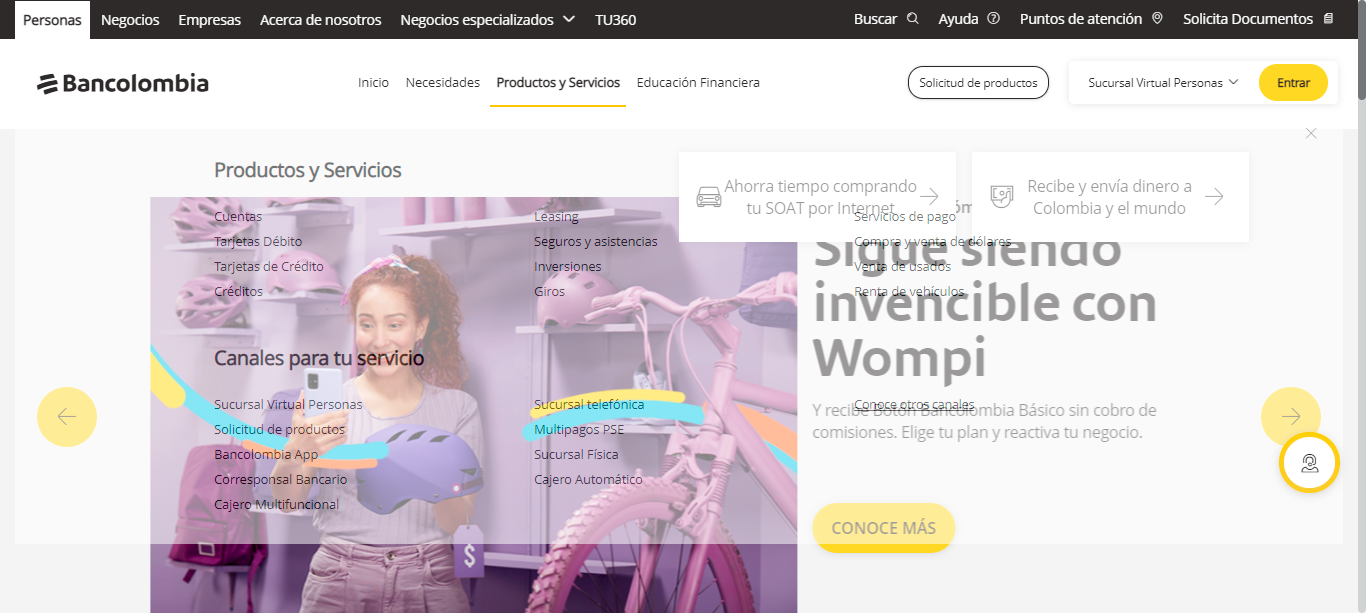 Personas Negocios Empresas Acerca de nosotros Negocios especializados TU360 Buscar Ayuda Puntos de atención Solicita Documentos
Bancolombia
Inicio Necesidades Productos y Servicios Educación Financiera Solicitud de productos Sucursal Virtual Personas Entrar
Productos y Servicios
Ahorra tiempo comprando
tu SOAT por Internet
Recibe y envía dinero a
Colombia y el mundo
Cuentas
Tarjetas Débito
Tarjetas de Crédito
Créditos
Leasing
Seguros y asistencias
Inversiones
Giros
Servicios de pago
Compra y venta de dólares
Venta de usados
Renta de vehículos
Canales para tu servicio
Sucursal Virtual Personas
Solicitud de productos
Bancolombia App
Corresponsal Bancario
Cajero Multifuncional
Sucursal telefónica
Multipagos PSE
Sucursal Física
Cajero Automático
Conoce otros canales
Sigue siendo
invencible con
Wompi
Y recibe Botón Bancolombia Básico sin cobro de
comisiones. Elige tu plan y reactiva tu negocio.
CONOCE MÁS
$